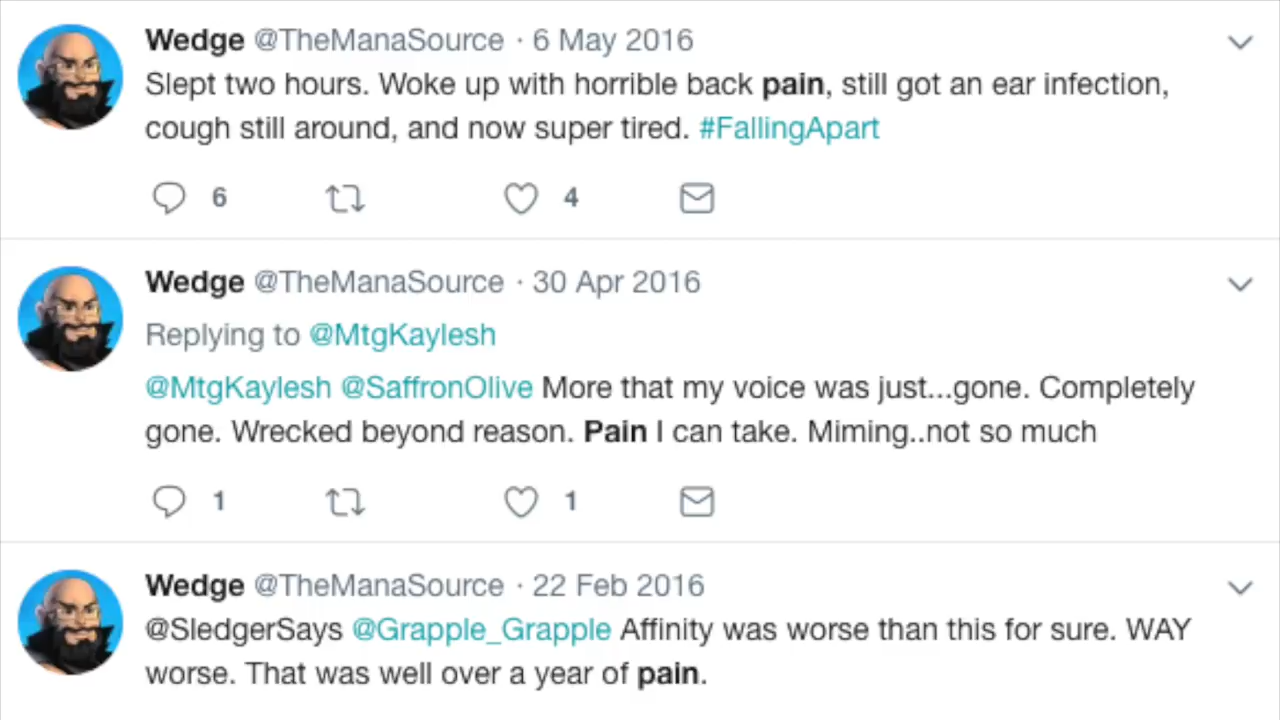 Wedge @TheManaSource · 6 May 2016
Slept two hours. Woke up with horrible back pain, still got an ear infection,
cough still around, and now super tired. #FallingApart
6 4
Wedge @TheManaSource · 30 Apr 2016
Replying to @MtgKaylesh
@MtgKaylesh @SaffronOlive More that my voice was just...gone. Completely
gone. Wrecked beyond reason. Pain I can take. Miming..not so much
1 1
Wedge @TheManaSource · 22 Feb 2016
@SledgerSays @Grapple_Grapple Affinity was worse than this for sure. WAY
worse. That was well over a year of pain.